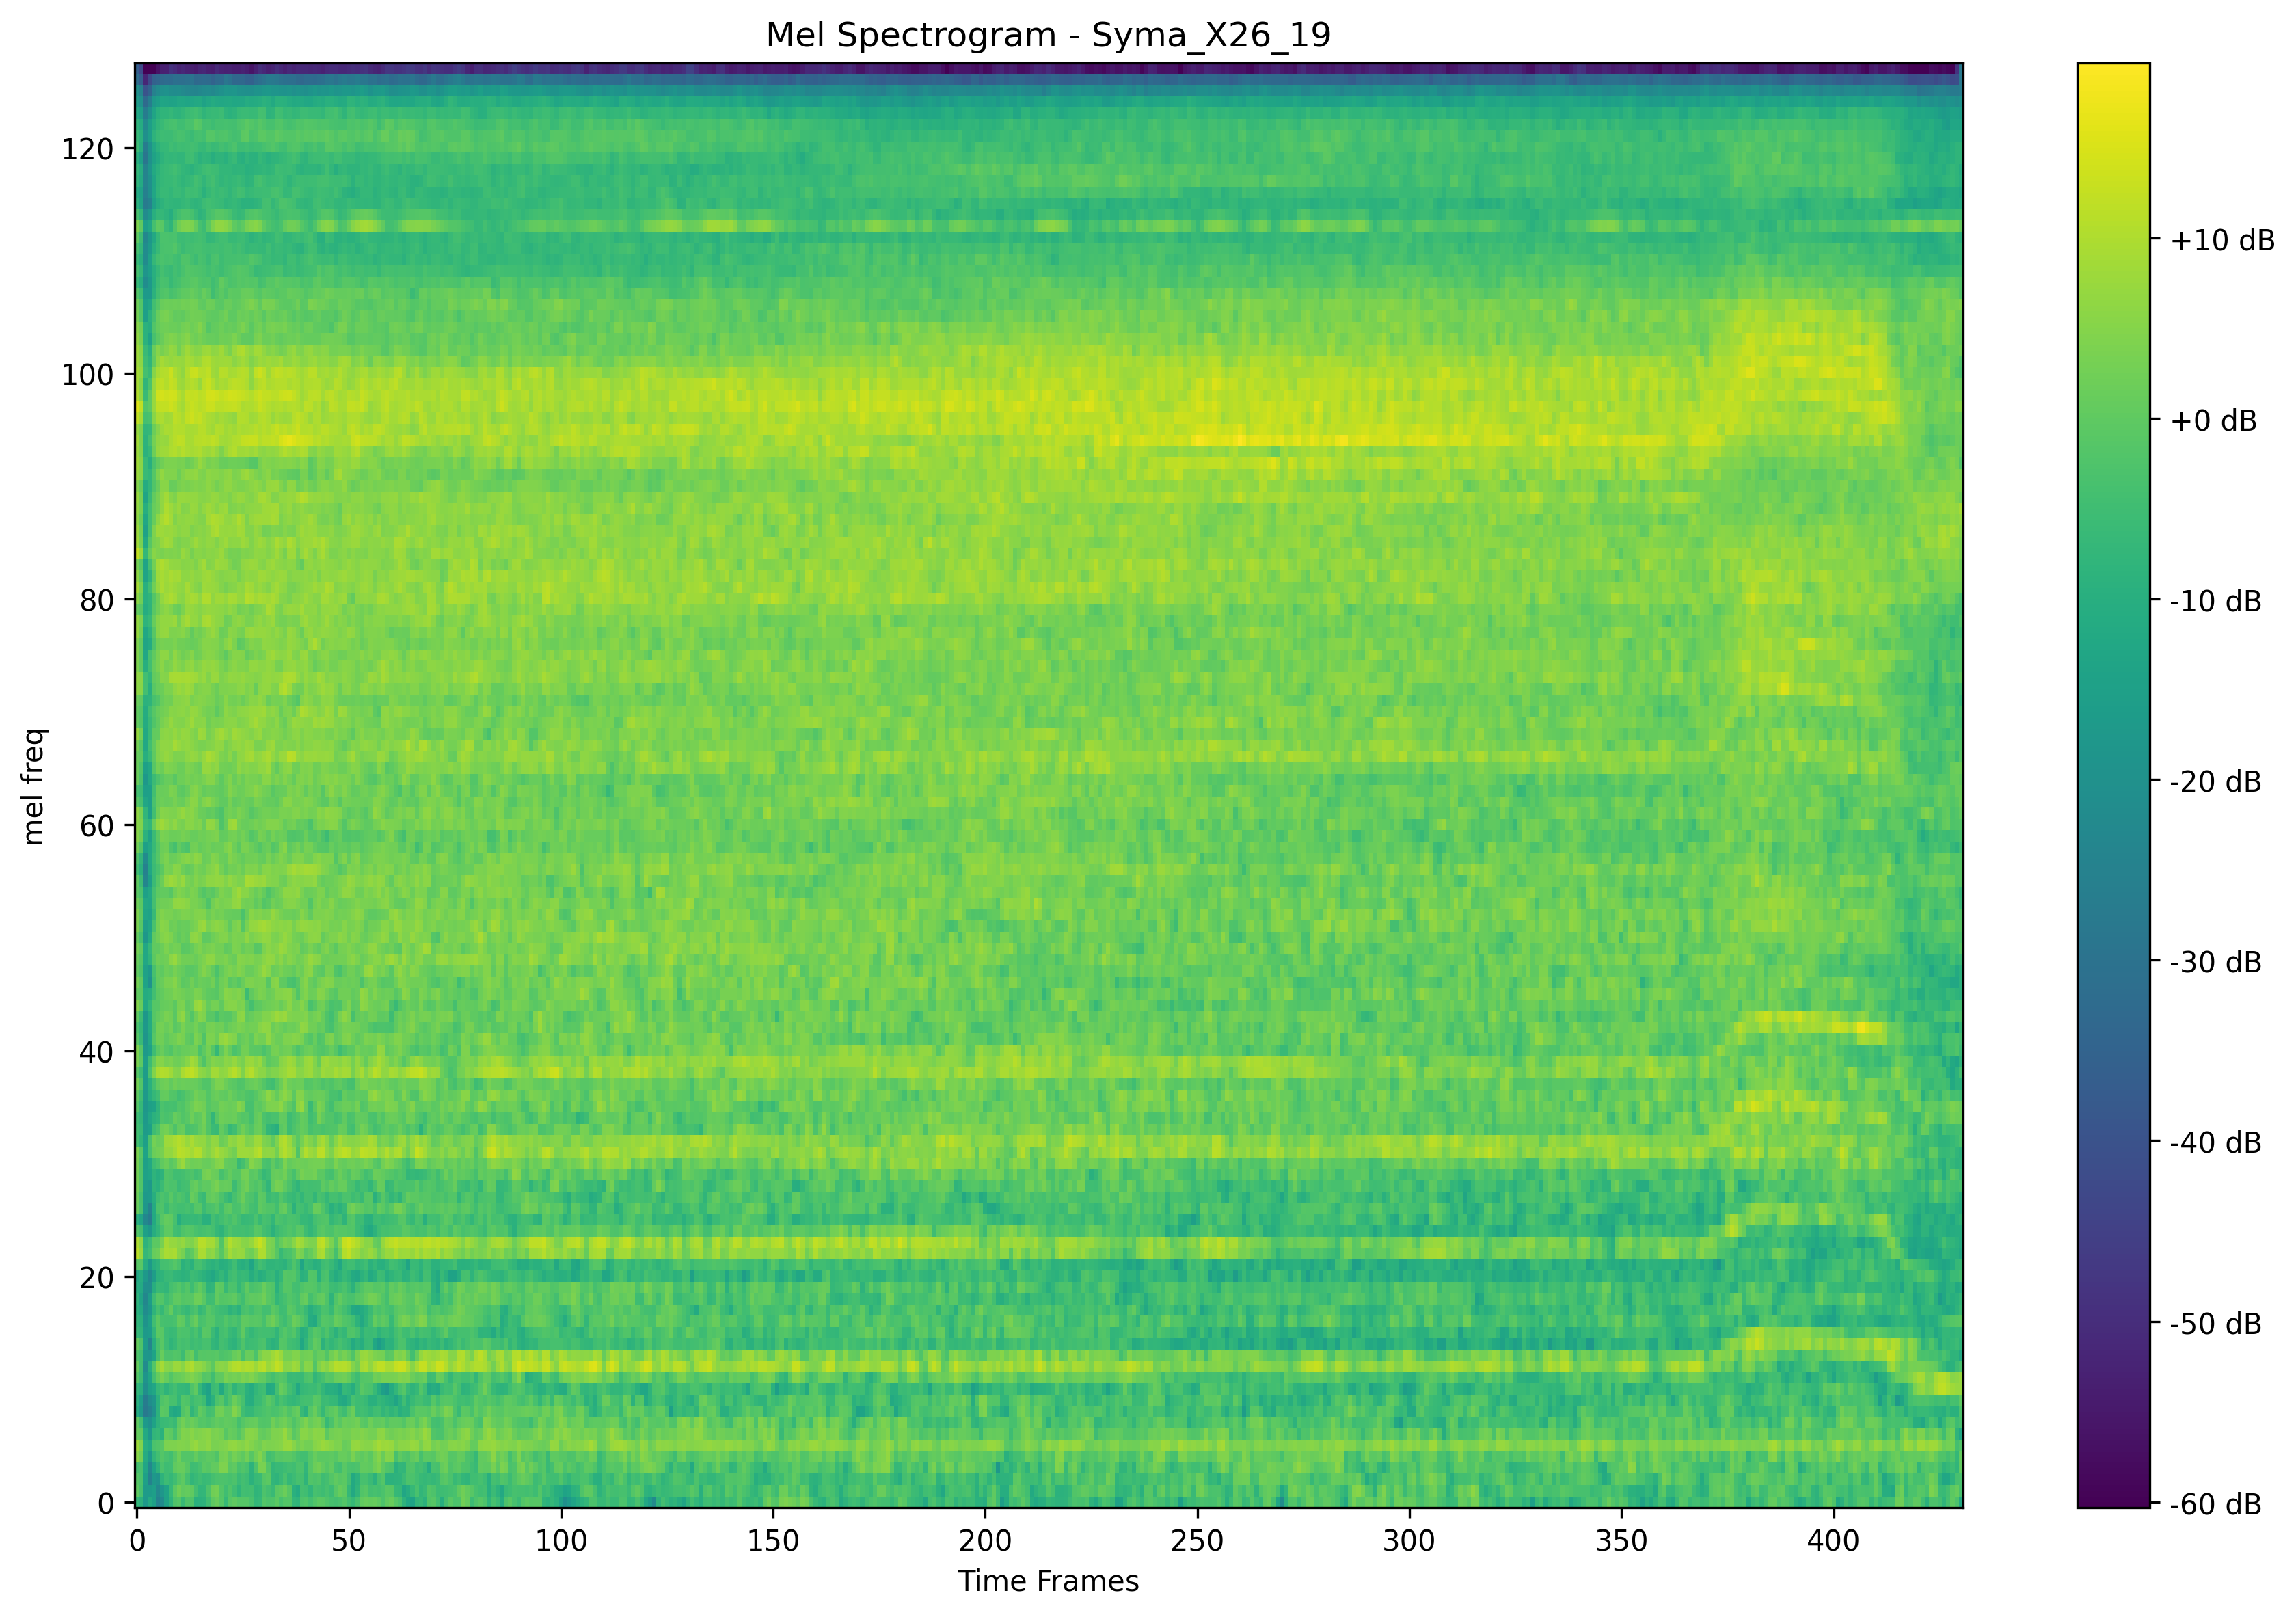 Mel Spectrogram - Syma_X26_19
mel freq
120
100
80
60
40
20
0
0 50 100 150 200 250 300 350 400
Time Frames
+10 dB
+0 dB
-10 dB
-20 dB
-30 dB
-40 dB
-50 dB
-60 dB